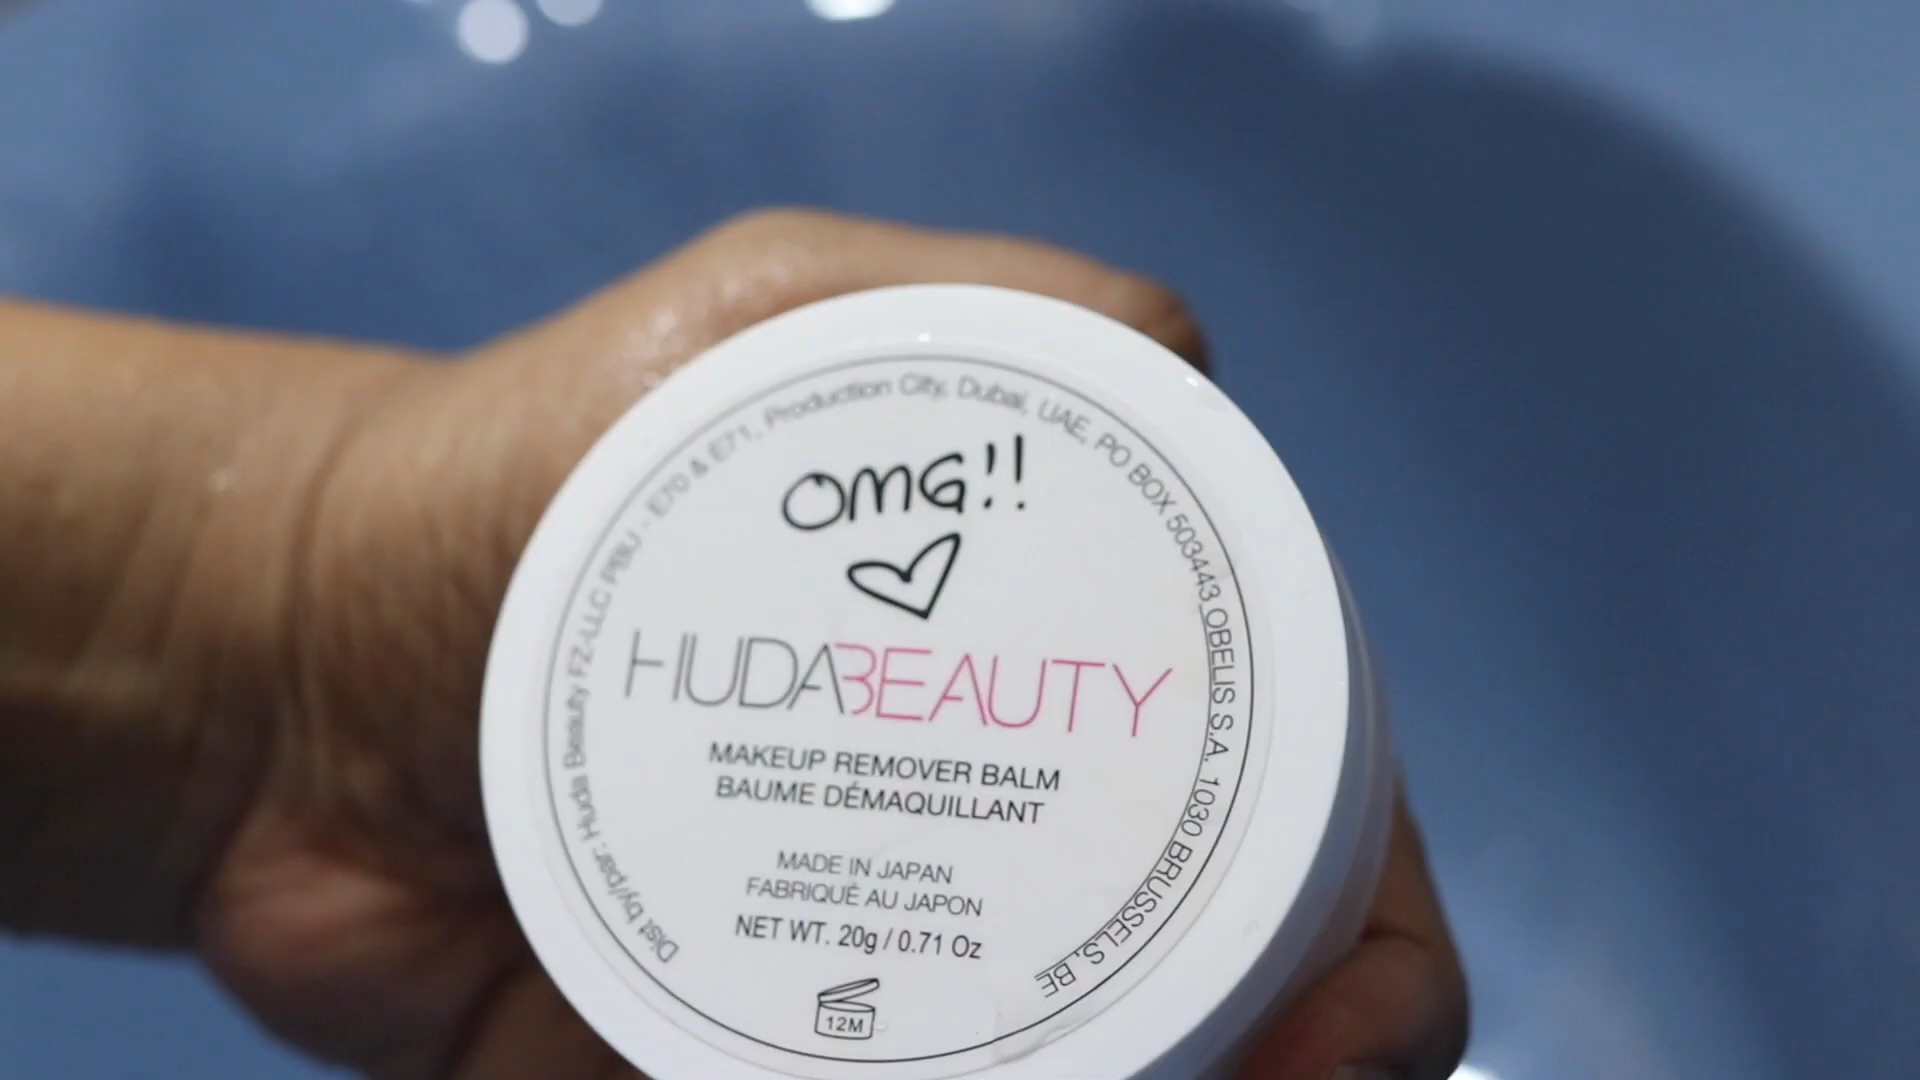 OMG!!
HUDABEAUTY
MAKEUP REMOVER BALM
BAUME DÉMAQUILLANT
MADE IN JAPAN
FABRIQUÉ AU JAPON
NET WT. 20g / 0.71 Oz
12M
Dist by/par: Huda Beauty FZ-LLC PBU - E70 & E71, Production City, Dubai, UAE, PO BOX 503443 OBELIS S.A. 1030 BRUSSELS, BE